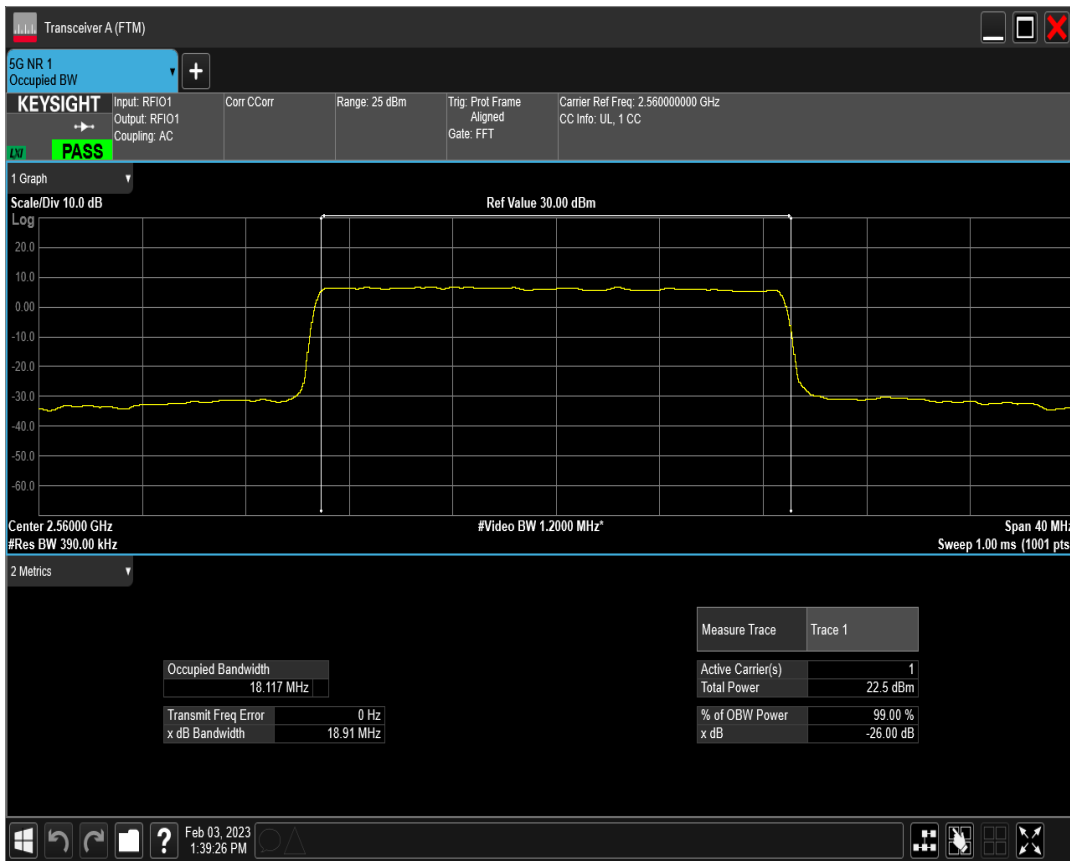 Transceiver A (FTM)
5G NR 1
Occupied BW
+
KEYSIGHT
LXI
PASS
Input: RFIO1
Output: RFIO1
Coupling: AC
Corr CCorr
Range: 25 dBm
Trig: Prot Frame
Aligned
Gate: FFT
Carrier Ref Freq: 2.560000000 GHz
CC Info: UL, 1 CC
1 Graph
Scale/Div 10.0 dB
Ref Value 30.00 dBm
Log
20.0
10.0
0.00
-10.0
-20.0
-30.0
-40.0
-50.0
-60.0
Center 2.56000 GHz
#Video BW 1.2000 MHz*
Span 40 MHz
#Res BW 390.00 kHz
Sweep 1.00 ms (1001 pts
2 Metrics
Measure Trace Trace 1
Occupied Bandwidth
18.117 MHz
Active Carrier(s) 1
Total Power 22.5 dBm
Transmit Freq Error 0 Hz
x dB Bandwidth 18.91 MHz
% of OBW Power 99.00 %
x dB -26.00 dB
?
Feb 03, 2023
1:39:26 PM